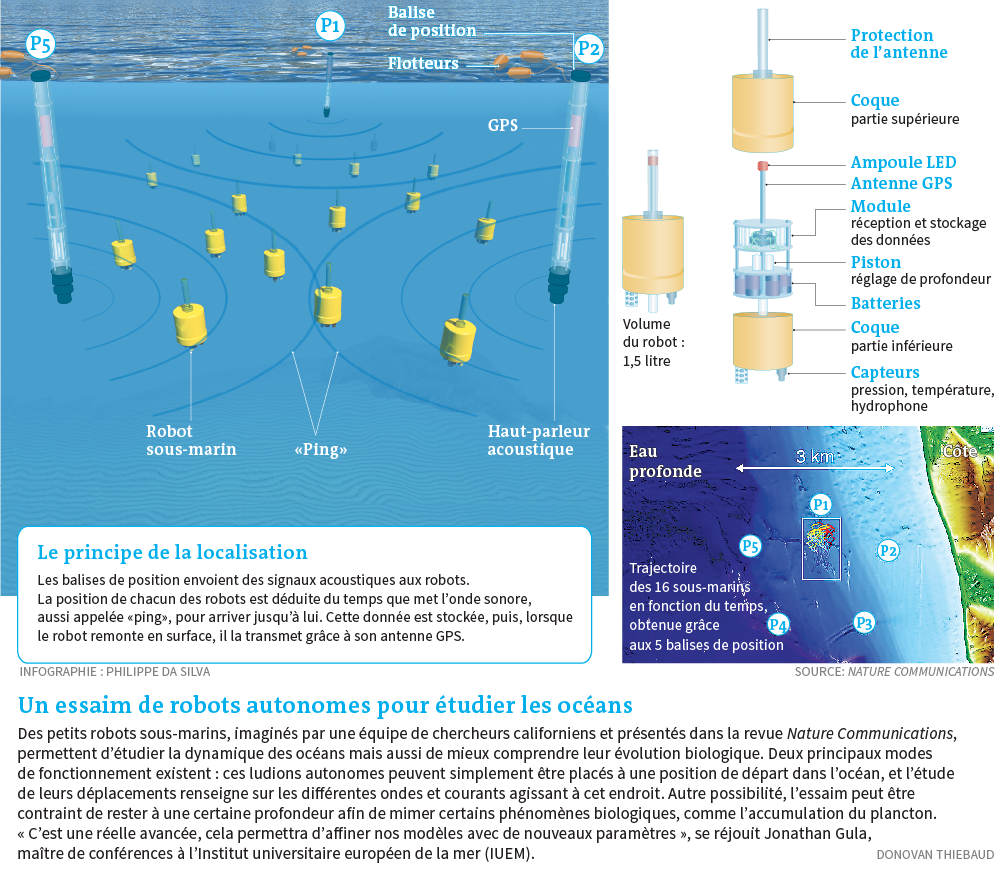 P5
P1
P2
Balise
de position
Flotteurs
GPS
Robot
sous-marin
«Ping»
Haut-parleur
acoustique
Le principe de la localisation
Les balises de position envoient des signaux acoustiques aux robots.
La position de chacun des robots est déduite du temps que met l’onde sonore,
aussi appelée «ping», pour arriver jusqu’à lui. Cette donnée est stockée, puis, lorsque
le robot remonte en surface, il la transmet grâce à son antenne GPS.
INFOGRAPHIE : PHILIPPE DA SILVA
Volume
du robot :
1,5 litre
Protection
de l’antenne
Coque
partie supérieure
Ampoule LED
Antenne GPS
Module
réception et stockage
des données
Piston
réglage de profondeur
Batteries
Coque
partie inférieure
Capteurs
pression, température,
hydrophone
Eau
profonde
3 km
Côte
P1
P5
P2
P4
P3
Trajectoire
des 16 sous-marins
en fonction du temps,
obtenue grâce
aux 5 balises de position
SOURCE: NATURE COMMUNICATIONS
Un essaim de robots autonomes pour étudier les océans
Des petits robots sous-marins, imaginés par une équipe de chercheurs californiens et présentés dans la revue Nature Communications,
permettent d’étudier la dynamique des océans mais aussi de mieux comprendre leur évolution biologique. Deux principaux modes
de fonctionnement existent : ces ludions autonomes peuvent simplement être placés à une position de départ dans l’océan, et l’étude
de leurs déplacements renseigne sur les différentes ondes et courants agissant à cet endroit. Autre possibilité, l’essaim peut être
contraint de rester à une certaine profondeur afin de mimer certains phénomènes biologiques, comme l’accumulation du plancton.
« C’est une réelle avancée, cela permettra d’affiner nos modèles avec de nouveaux paramètres », se réjouit Jonathan Gula,
maître de conférences à l’Institut universitaire européen de la mer (IUEM).
DONOVAN THIEBAUD